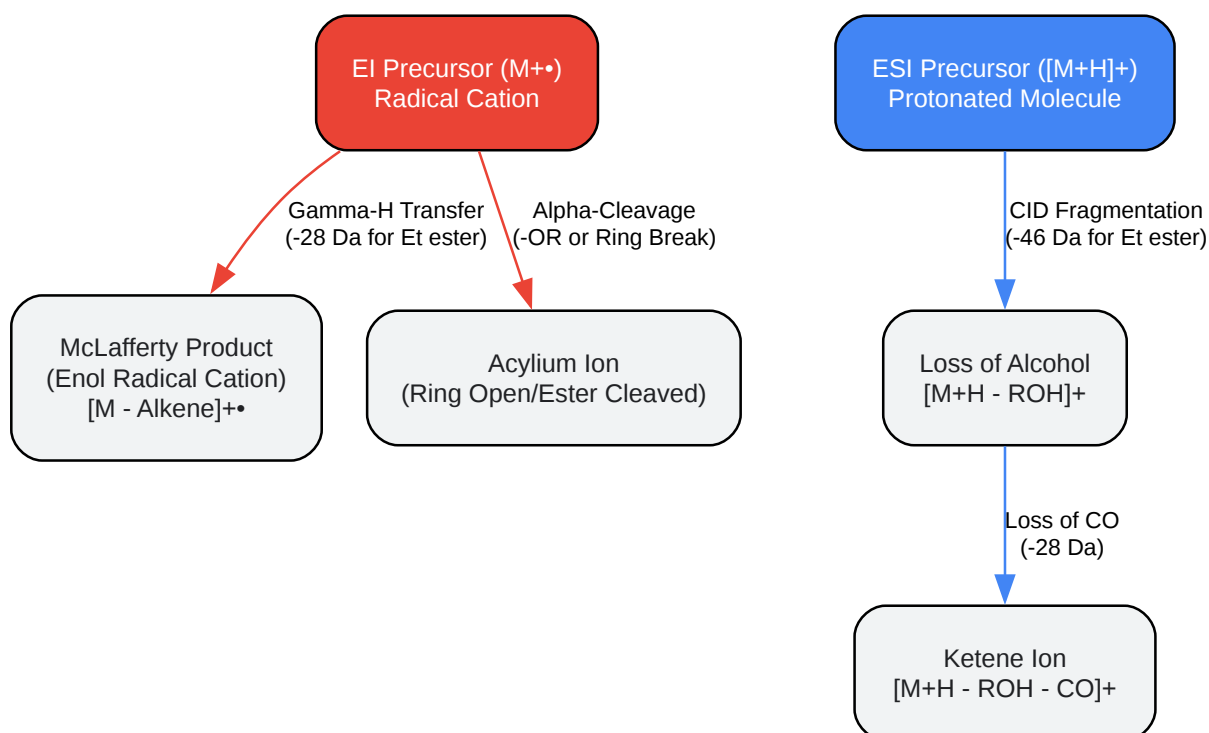 EI Precursor (M+•)
Radical Cation
ESI Precursor ([M+H]+)
Protonated Molecule
Gamma-H Transfer
(-28 Da for Et ester)
Alpha-Cleavage
(-OR or Ring Break)
CID Fragmentation
(-46 Da for Et ester)
McLafferty Product
(Enol Radical Cation)
[M - Alkene]+•
Acylium Ion
(Ring Open/Ester Cleaved)
Loss of Alcohol
[M+H - ROH]+
Loss of CO
(-28 Da)
Ketene Ion
[M+H - ROH - CO]+